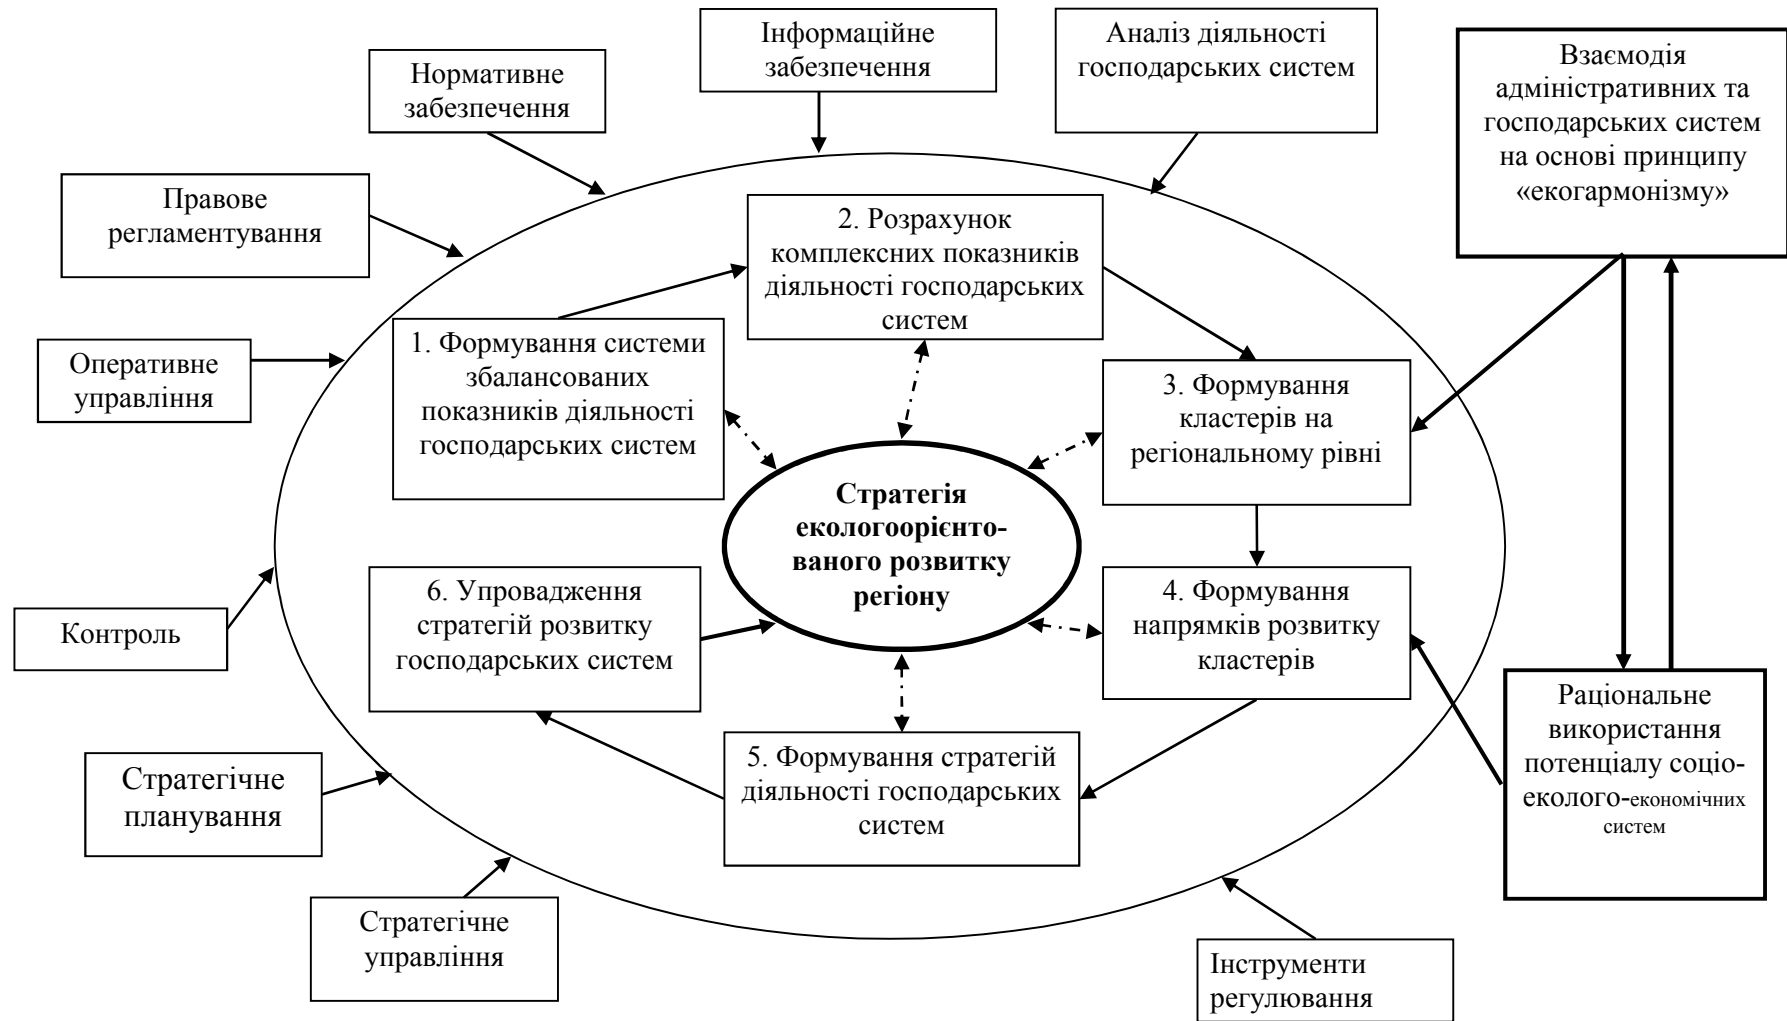 Інформаційне
забезпечення
Аналіз діяльності
господарських систем
Нормативне
забезпечення
Взаємодія
адміністративних та
господарських систем
на основі принципу
«екогармонізму»
Правове
регламентування
2. Розрахунок
комплексних показників
діяльності господарських
систем
Оперативне
управління
1. Формування системи
збалансованих
показників діяльності
господарських систем
3. Формування
кластерів на
регіональному рівні
Стратегія
екологоорієнто-
ваного розвитку
регіону
Контроль
6. Упровадження
стратегій розвитку
господарських систем
4. Формування
напрямків розвитку
кластерів
Раціональне
використання
потенціалу соціо-
еколого-економічних
систем
5. Формування стратегій
діяльності господарських
систем
Стратегічне
планування
Стратегічне
управління
Інструменти
регулювання